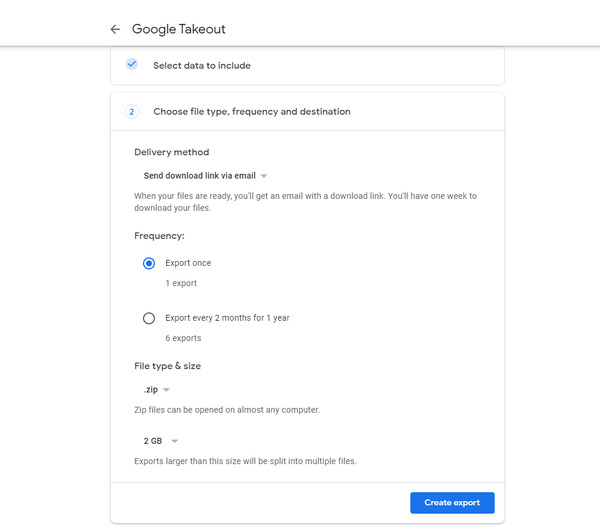 Google Takeout
Select data to include
2 Choose file type, frequency and destination
Delivery method
Send download link via email
When your files are ready, you'll get an email with a download link. You'll have one week to
download your files.
Frequency:
Export once
1 export
Export every 2 months for 1 year
6 exports
File type & size
.zip
Zip files can be opened on almost any computer.
2 GB
Exports larger than this size will be split into multiple files.
Create export